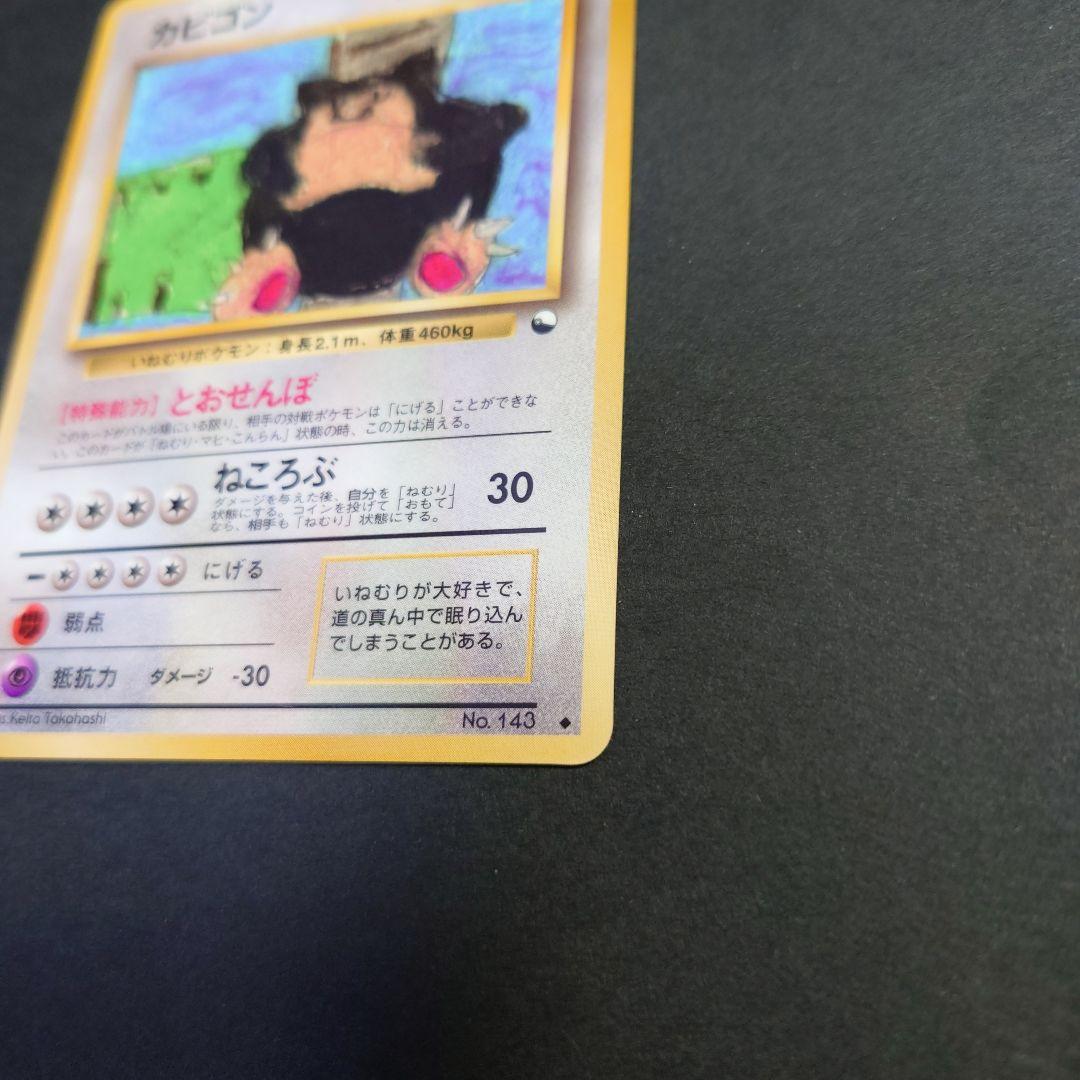 カビゴン
いねむりポケモン：身長2.1m、体重460kg
【特殊能力】とおせんぼ
このカードがバトル場にいる限り、相手の対戦ポケモンは「にげる」ことができな
い。このカードが「ねむり・マヒ・こんらん」状態の時、この力は消える。
ねころぶ
ダメージを与えた後、自分を「ねむり」
状態にする。コインを投げて「おもて」
なら、相手も「ねむり」状態にする。
30
ー にげる
弱点
抵抗力 ダメージ -30
いねむりが大好きで、
道の真ん中で眠り込ん
でしまうことがある。
Keita Takahashi
No. 143